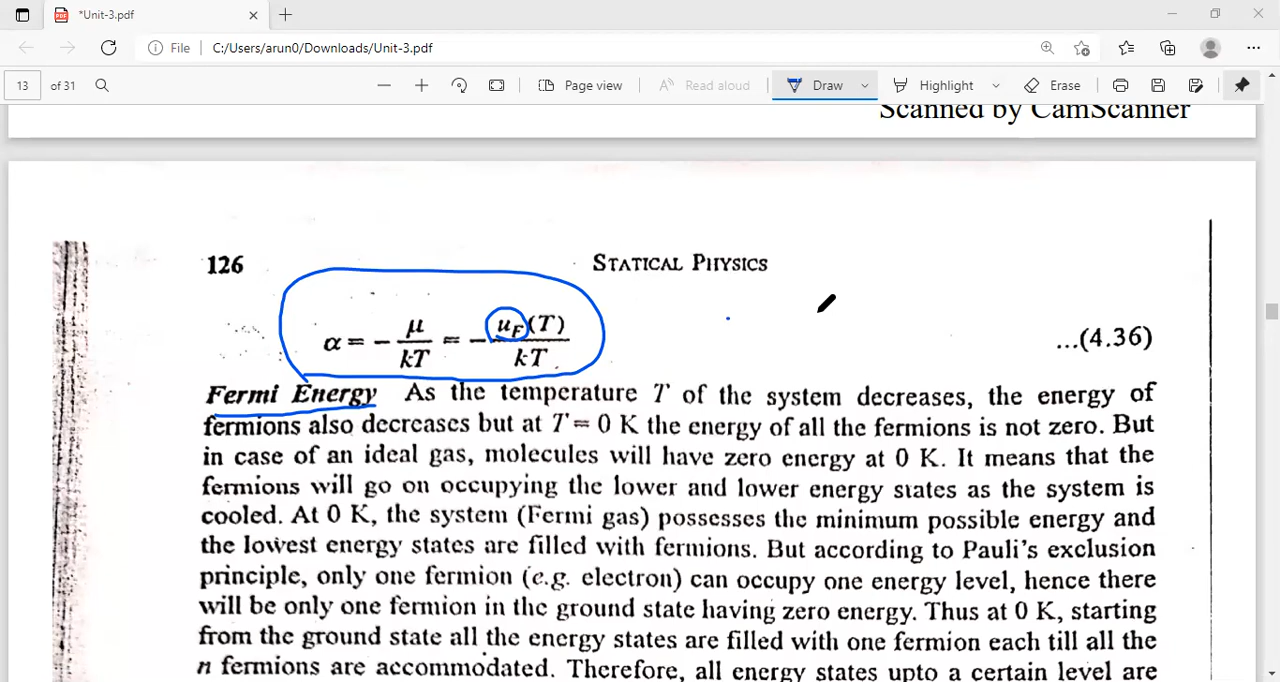 *Unit-3.pdf
File C:/Users/arun0/Downloads/Unit-3.pdf
13 of 31 Page view Read aloud Draw Highlight Erase
Scanned by CamScanner
126 STATICAL PHYSICS
α = − μ/kT = − u_F(T)/kT ...(4.36)
Fermi Energy As the temperature T of the system decreases, the energy of
fermions also decreases but at T = 0 K the energy of all the fermions is not zero. But
in case of an ideal gas, molecules will have zero energy at 0 K. It means that the
fermions will go on occupying the lower and lower energy states as the system is
cooled. At 0 K, the system (Fermi gas) possesses the minimum possible energy and
the lowest energy states are filled with fermions. But according to Pauli's exclusion
principle, only one fermion (e.g. electron) can occupy one energy level, hence there
will be only one fermion in the ground state having zero energy. Thus at 0 K, starting
from the ground state all the energy states are filled with one fermion each till all the
n fermions are accommodated. Therefore, all energy states upto a certain level are